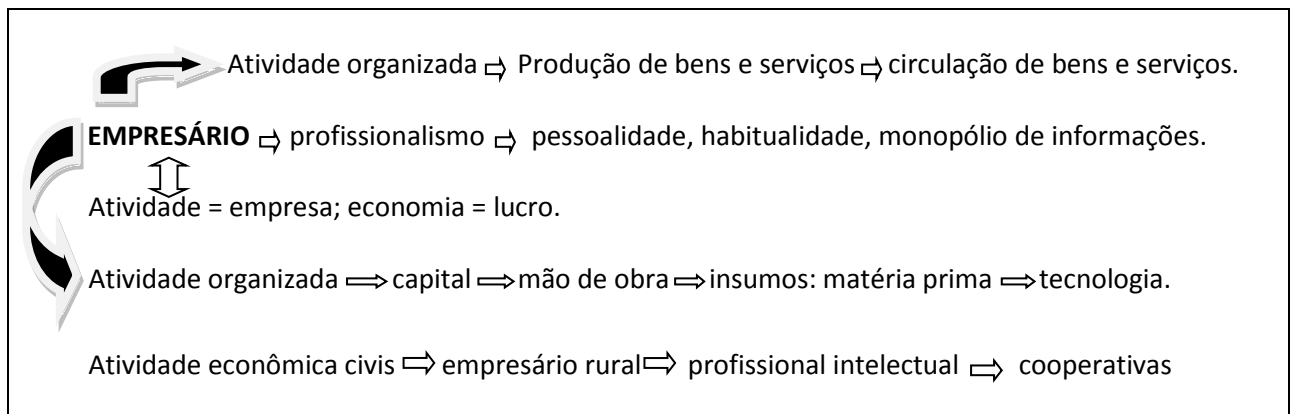 Atividade organizada ⇨ Produção de bens e serviços ⇨ circulação de bens e serviços.
EMPRESÁRIO ⇨ profissionalismo ⇨ pessoalidade, habitualidade, monopólio de informações.
Atividade = empresa; economia = lucro.
Atividade organizada ⇨ capital ⇨ mão de obra ⇨ insumos: matéria prima ⇨ tecnologia.
Atividade econômica civis ⇨ empresário rural ⇨ profissional intelectual ⇨ cooperativas